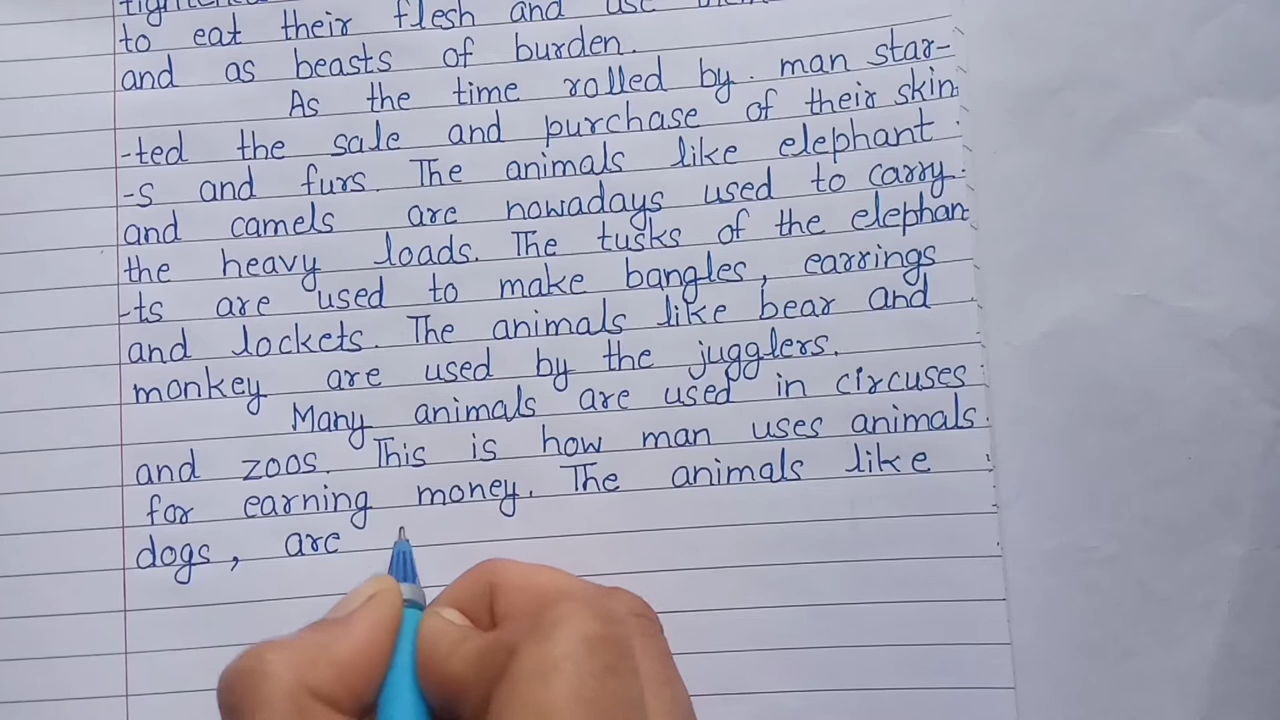 to eat their flesh and use
and as beasts of burden.
As the time rolled by. man star-
-ted the sale and purchase of their skin
-s and furs. The animals like elephant
and camels are nowadays used to carry
the heavy loads. The tusks of the elephan
-ts are used to make bangles, earrings
and lockets. The animals like bear and
monkey are used by the jugglers.
Many animals are used in circuses
and zoos. This is how man uses animals
for earning money. The animals like
dogs, are